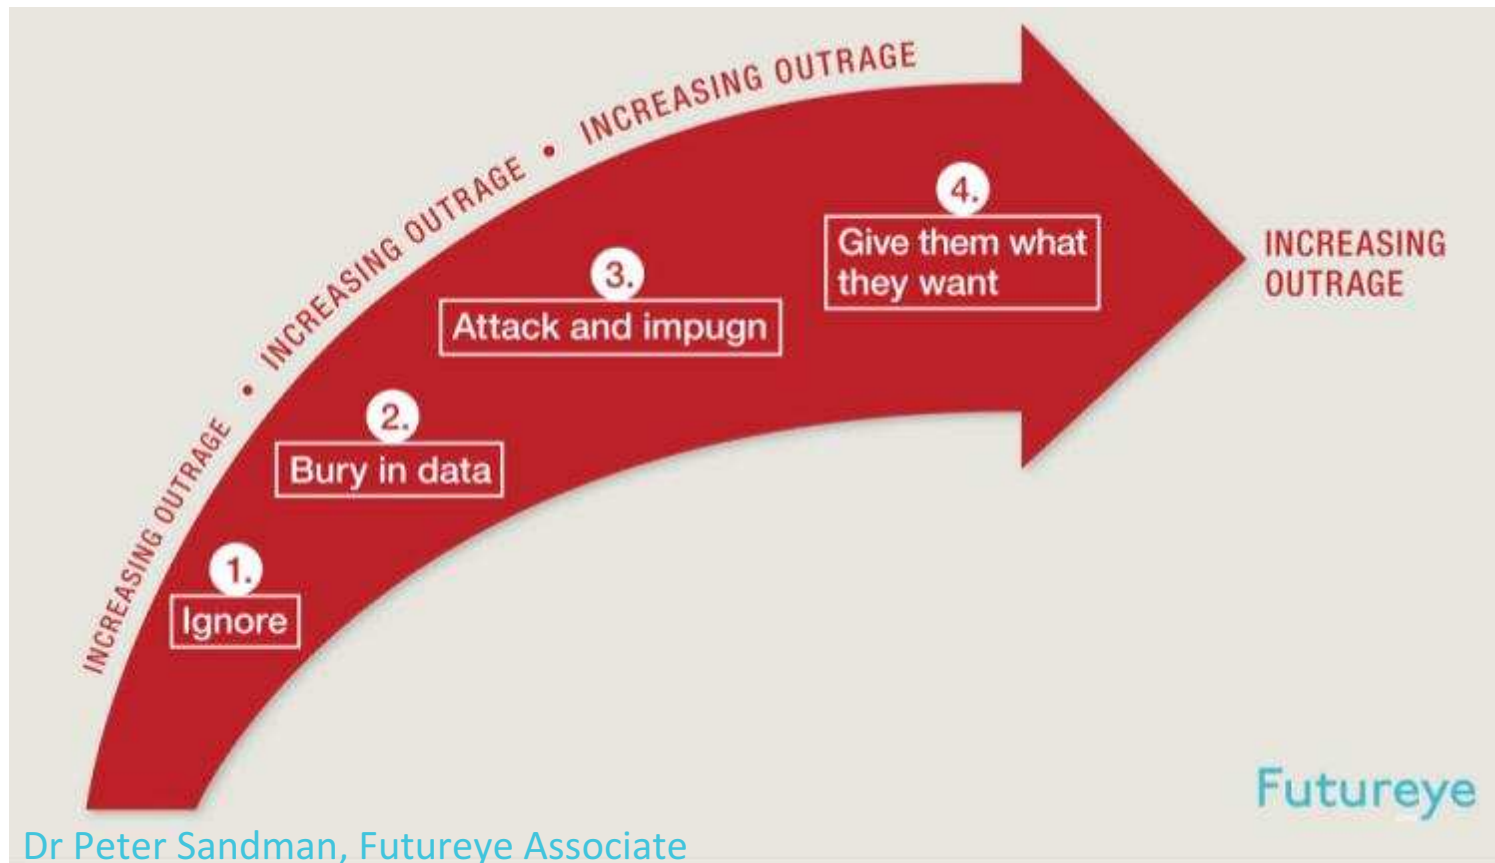 INCREASING OUTRAGE • INCREASING OUTRAGE • INCREASING OUTRAGE
1.
Ignore
2.
Bury in data
3.
Attack and impugn
4.
Give them what
they want
INCREASING
OUTRAGE
Futureye
Dr Peter Sandman, Futureye Associate